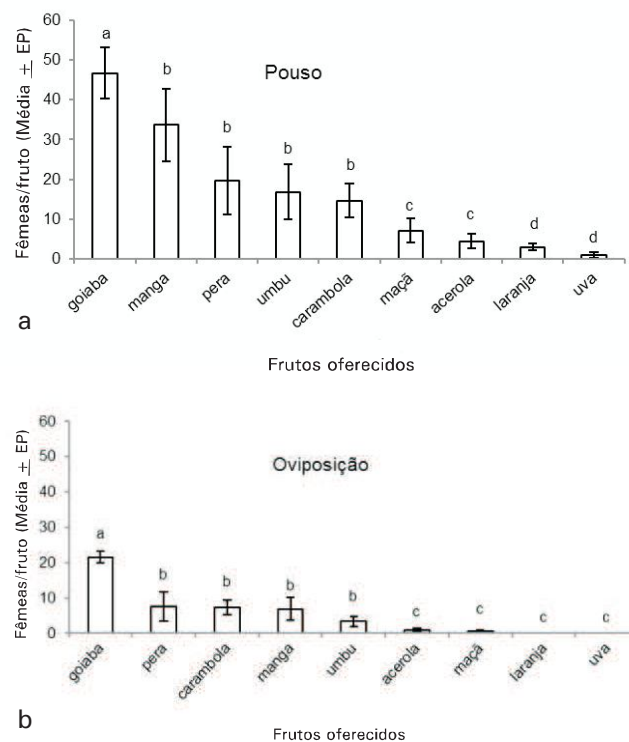 60
50
40
30
20
10
0
Fêmeas/fruto (Média ± EP)
Pouso
a
b
b
b
b
c
c
d
d
goiaba
manga
pera
umbu
carambola
maçã
acerola
laranja
uva
a
Frutos oferecidos
60
50
40
30
20
10
0
Fêmeas/fruto (Média ± EP)
Oviposição
a
b
b
b
b
c
c
c
c
goiaba
pera
carambola
manga
umbu
acerola
maçã
laranja
uva
b
Frutos oferecidos